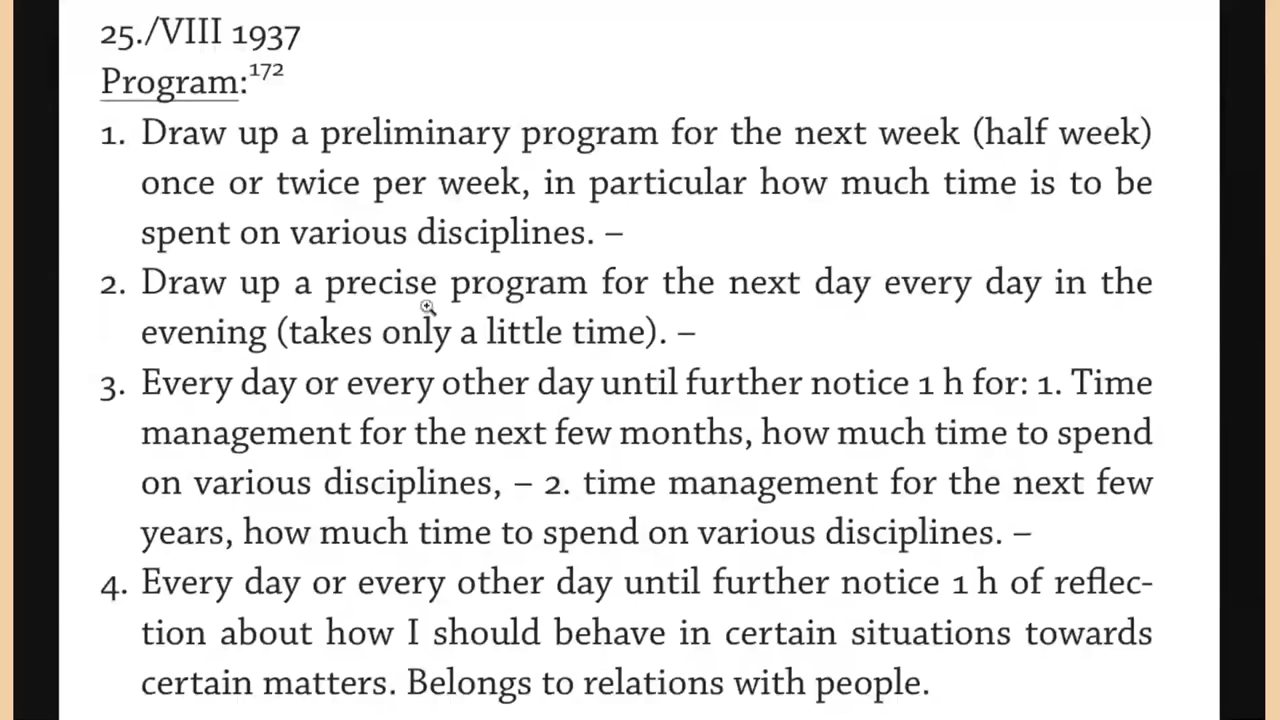 25./VIII 1937
Program:172
1. Draw up a preliminary program for the next week (half week)
once or twice per week, in particular how much time is to be
spent on various disciplines. –
2. Draw up a precise program for the next day every day in the
evening (takes only a little time). –
3. Every day or every other day until further notice 1 h for: 1. Time
management for the next few months, how much time to spend
on various disciplines, – 2. time management for the next few
years, how much time to spend on various disciplines. –
4. Every day or every other day until further notice 1 h of reflec-
tion about how I should behave in certain situations towards
certain matters. Belongs to relations with people.